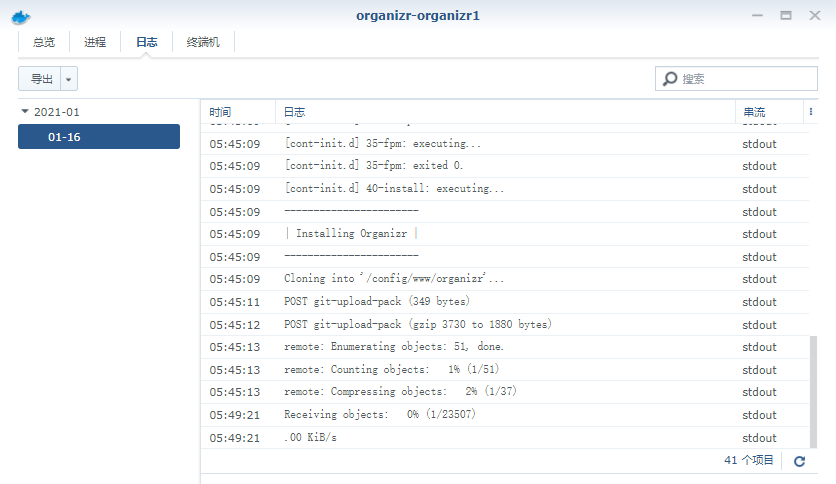 organizr-organizr1
总览 进程 日志 终端机
导出 搜索
2021-01
01-16
时间 日志 串流
05:45:09 [cont-init.d] 35-fpm: executing... stdout
05:45:09 [cont-init.d] 35-fpm: exited 0. stdout
05:45:09 [cont-init.d] 40-install: executing... stdout
05:45:09 ----------------------- stdout
05:45:09 | Installing Organizr | stdout
05:45:09 ----------------------- stdout
05:45:09 Cloning into '/config/www/organizr'... stdout
05:45:11 POST git-upload-pack (349 bytes) stdout
05:45:12 POST git-upload-pack (gzip 3730 to 1880 bytes) stdout
05:45:13 remote: Enumerating objects: 51, done. stdout
05:45:13 remote: Counting objects:   1% (1/51) stdout
05:45:13 remote: Compressing objects:   2% (1/37) stdout
05:49:21 Receiving objects:   0% (1/23507) stdout
05:49:21 .00 KiB/s stdout
41 个项目